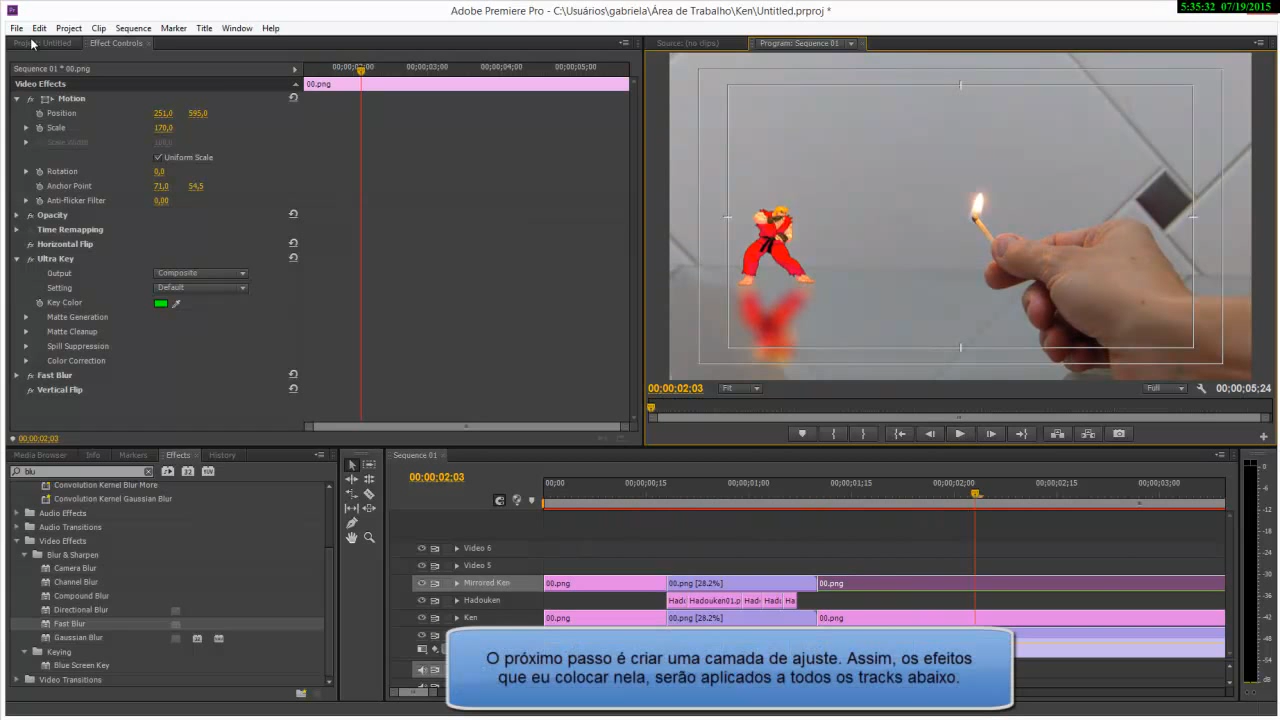 Adobe Premiere Pro - C:\Usuários\gabriela\Área de Trabalho\Ken\Untitled.prproj *
5:35:32 07/19/2015
File Edit Project Clip Sequence Marker Title Window Help
Effect Controls
Source: (no clips)
Program: Sequence 01
Sequence 01 * 00.png
00;00;02;00 00;00;03;00 00;00;04;00 00;00;05;00
Video Effects
00.png
Motion
Position 251,0 595,0
Scale 170,0
Scale Width 100,0
Uniform Scale
Rotation 0,0
Anchor Point 71,0 54,5
Anti-flicker Filter 0,00
Opacity
Time Remapping
Horizontal Flip
Ultra Key
Output Composite
Setting Default
Key Color
Matte Generation
Matte Cleanup
Spill Suppression
Color Correction
Fast Blur
Vertical Flip
00;00;02;03
00;00;02;03 Fit Full 00;00;05;24
Media Browser Info Markers Effects History
blu
Convolution Kernel Blur More
Convolution Kernel Gaussian Blur
Audio Effects
Audio Transitions
Video Effects
Blur & Sharpen
Camera Blur
Channel Blur
Compound Blur
Directional Blur
Fast Blur
Gaussian Blur
Keying
Blue Screen Key
Video Transitions
Sequence 01
00;00;02;03
00;00 00;00;00;15 00;00;01;00 00;00;01;15 00;00;02;00 00;00;02;15 00;00;03;00
Video 6
Video 5
Mirrored Ken 00.png 00.png [28.2%] 00.png
Hadouken Hadouken01.p
Ken 00.png 00.png [28.2%] 00.png
0
-6
-12
-18
-24
-30
-36
-42
-48
-54
dB
O próximo passo é criar uma camada de ajuste. Assim, os efeitos
que eu colocar nela, serão aplicados a todos os tracks abaixo.